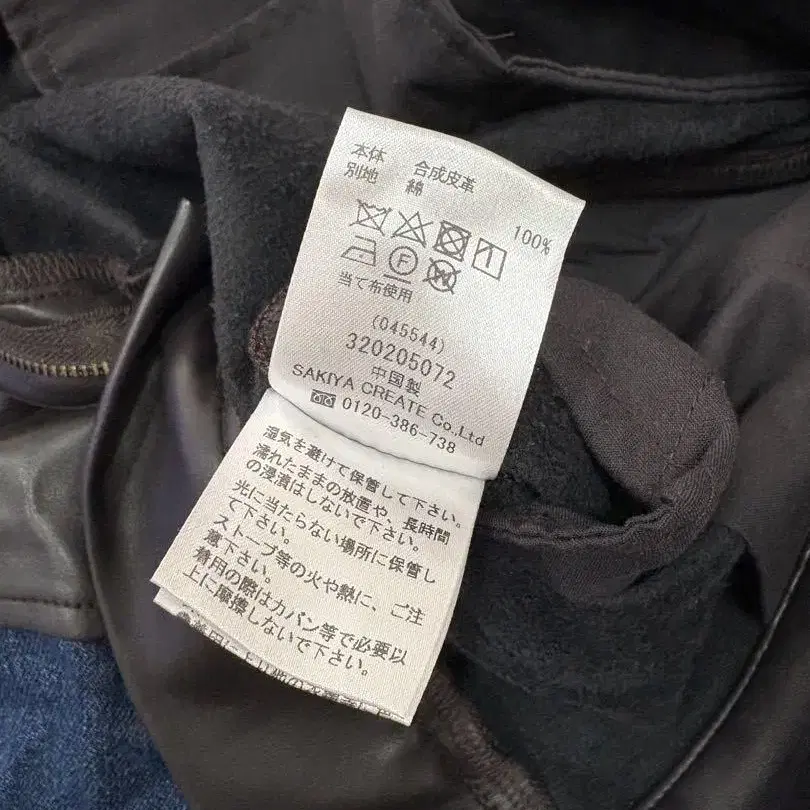 本体 合成皮革
別地 綿 100%
当て布使用
(045544)
320205072
中国製
SAKIYA CREATE Co.,Ltd
0120-386-738
湿気を避けて保管して下さい。
濡れたままの放置や、長時間
の浸漬はしないで下さい。
光に当たらない場所に保管し
て下さい。
ストーブ等の火や熱に、ご注
意下さい。
着用の際はカバン等で必要以
上に摩擦しないで下さい。